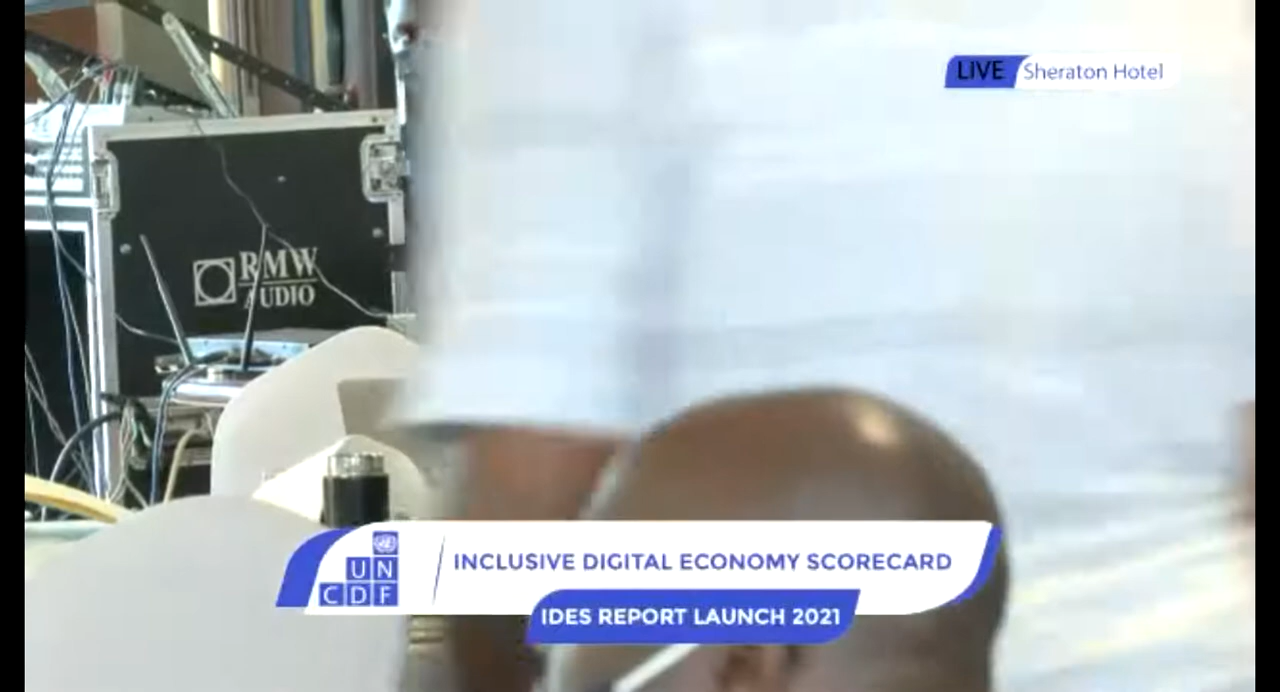 LIVE Sheraton Hotel
RMW
AUDIO
UN
CDF
INCLUSIVE DIGITAL ECONOMY SCORECARD
IDES REPORT LAUNCH 2021